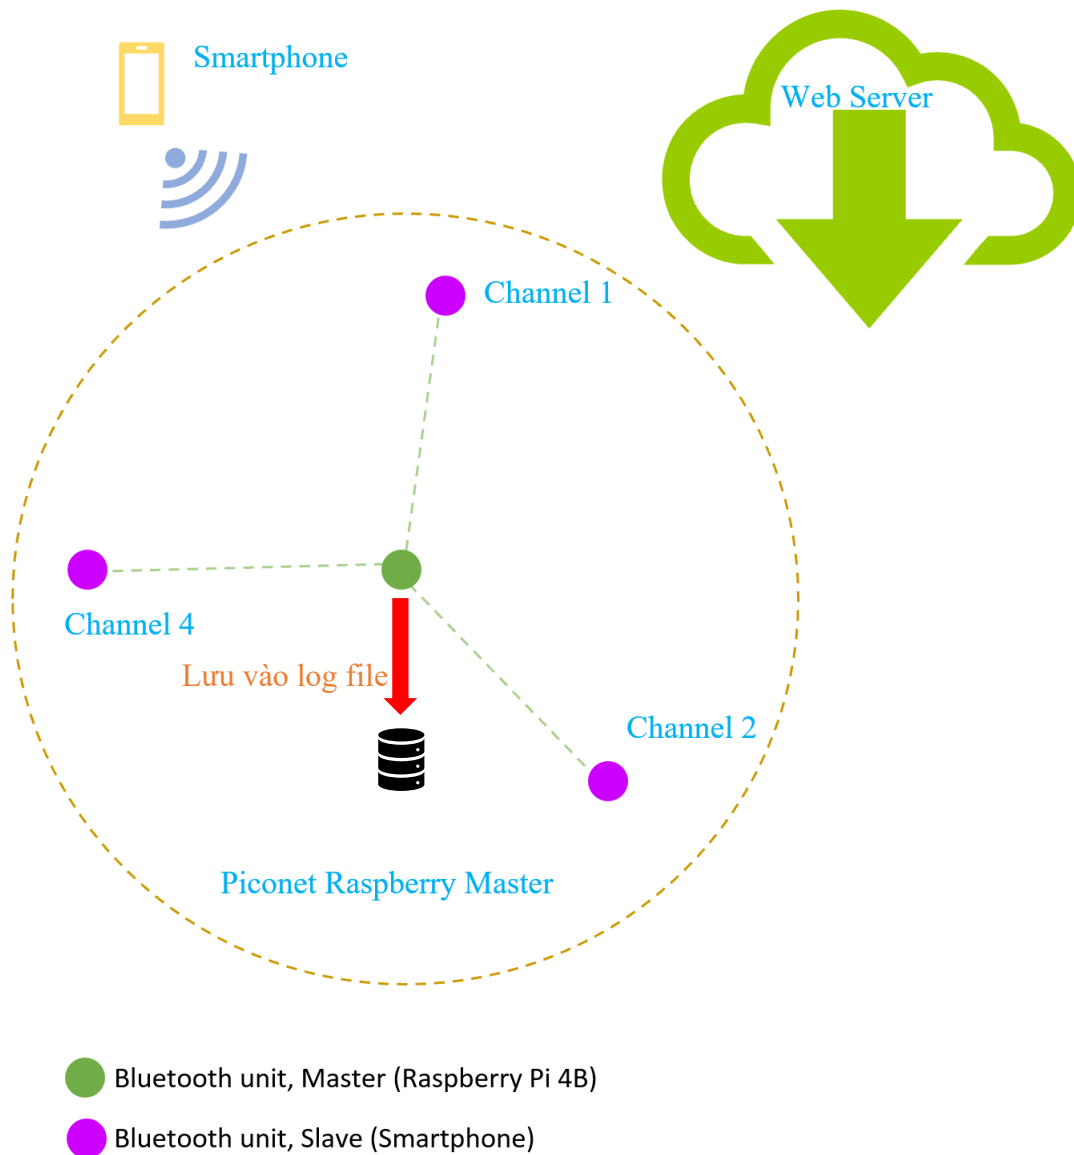 Smartphone
Web Server
Channel 1
Channel 4
Lưu vào log file
Channel 2
Piconet Raspberry Master
Bluetooth unit, Master (Raspberry Pi 4B)
Bluetooth unit, Slave (Smartphone)